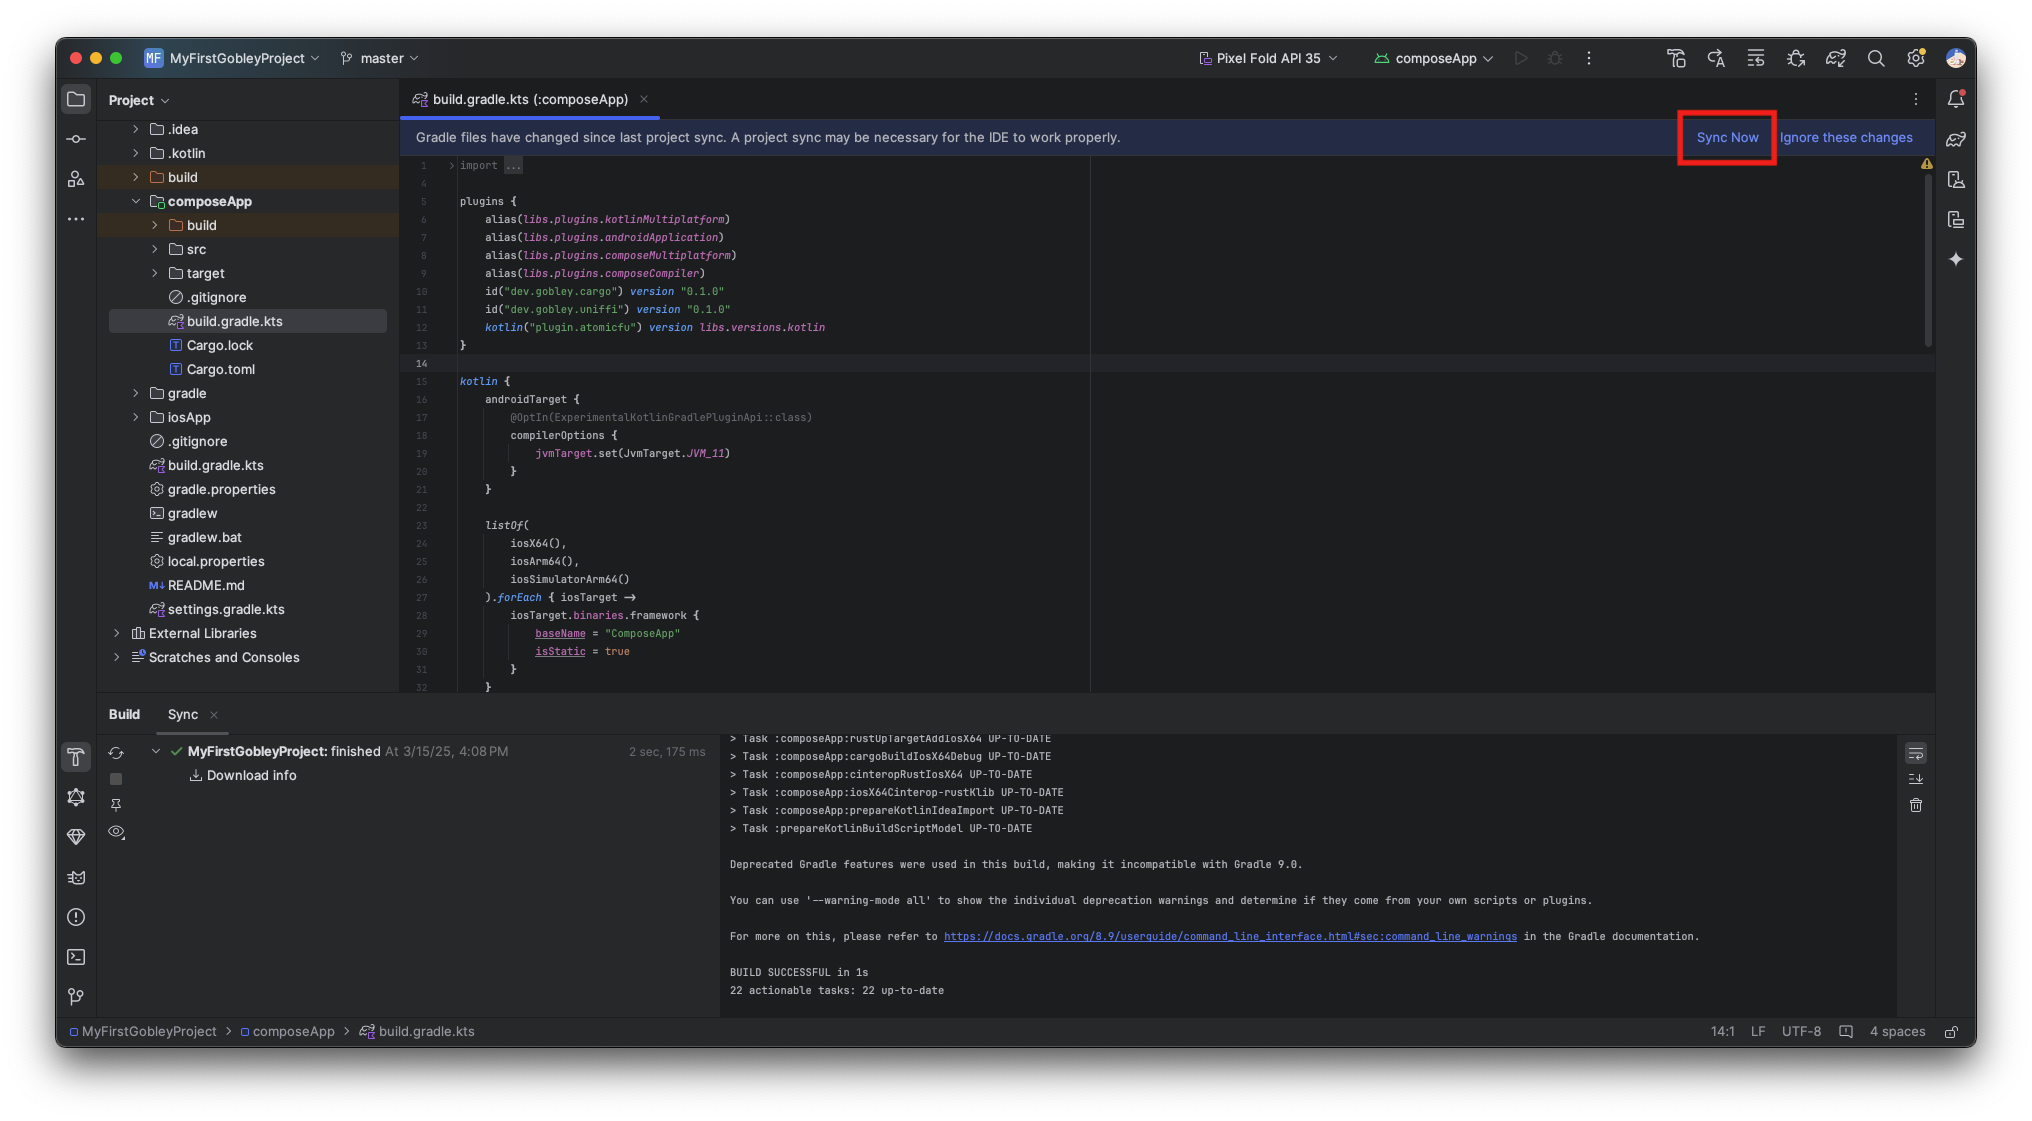 MF MyFirstGobleyProject master Pixel Fold API 35 composeApp
Project
build.gradle.kts (:composeApp)
Gradle files have changed since last project sync. A project sync may be necessary for the IDE to work properly. Sync Now Ignore these changes
.idea
.kotlin
build
composeApp
build
src
target
.gitignore
build.gradle.kts
Cargo.lock
Cargo.toml
gradle
iosApp
.gitignore
build.gradle.kts
gradle.properties
gradlew
gradlew.bat
local.properties
M↓ README.md
settings.gradle.kts
External Libraries
Scratches and Consoles
1 import ...
4
5 plugins {
6 alias(libs.plugins.kotlinMultiplatform)
7 alias(libs.plugins.androidApplication)
8 alias(libs.plugins.composeMultiplatform)
9 alias(libs.plugins.composeCompiler)
10 id("dev.gobley.cargo") version "0.1.0"
11 id("dev.gobley.uniffi") version "0.1.0"
12 kotlin("plugin.atomicfu") version libs.versions.kotlin
13 }
14
15 kotlin {
16 androidTarget {
17 @OptIn(ExperimentalKotlinGradlePluginApi::class)
18 compilerOptions {
19 jvmTarget.set(JvmTarget.JVM_11)
20 }
21 }
22
23 listOf(
24 iosX64(),
25 iosArm64(),
26 iosSimulatorArm64()
27 ).forEach { iosTarget ->
28 iosTarget.binaries.framework {
29 baseName = "ComposeApp"
30 isStatic = true
31 }
32 }
Build Sync
MyFirstGobleyProject: finished At 3/15/25, 4:08 PM 2 sec, 175 ms
Download info
> Task :composeApp:rustUpTargetAddIosX64 UP-TO-DATE
> Task :composeApp:cargoBuildIosX64Debug UP-TO-DATE
> Task :composeApp:cinteropRustIosX64 UP-TO-DATE
> Task :composeApp:iosX64Cinterop-rustKlib UP-TO-DATE
> Task :composeApp:prepareKotlinIdeaImport UP-TO-DATE
> Task :prepareKotlinBuildScriptModel UP-TO-DATE
Deprecated Gradle features were used in this build, making it incompatible with Gradle 9.0.
You can use '--warning-mode all' to show the individual deprecation warnings and determine if they come from your own scripts or plugins.
For more on this, please refer to https://docs.gradle.org/8.9/userguide/command_line_interface.html#sec:command_line_warnings in the Gradle documentation.
BUILD SUCCESSFUL in 1s
22 actionable tasks: 22 up-to-date
MyFirstGobleyProject > composeApp > build.gradle.kts 14:1 LF UTF-8 4 spaces